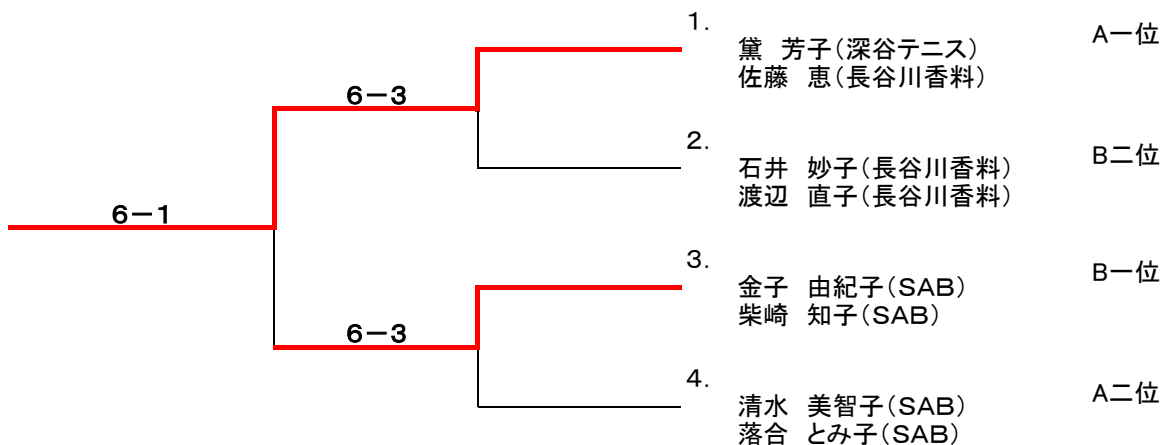 1.
黛 芳子(深谷テニス)
佐藤 恵(長谷川香料)
A一位
6-3
2.
石井 妙子(長谷川香料)
渡辺 直子(長谷川香料)
B二位
6-1
3.
金子 由紀子(SAB)
柴崎 知子(SAB)
B一位
6-3
4.
清水 美智子(SAB)
落合 とみ子(SAB)
A二位